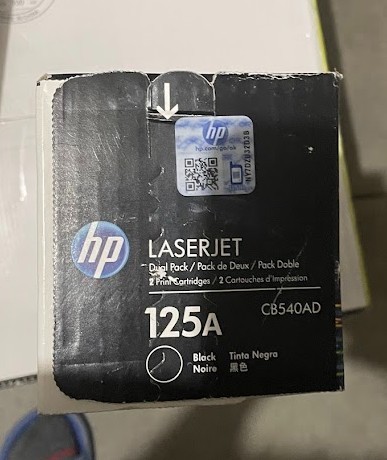 hp
hp.com/go/ok
hp
LASERJET
Dual Pack / Pack de Deux / Pack Doble
2 Print Cartridges / 2 Cartouches d'Impression
125A
CB540AD
Black Tinta Negra
Noire 黑色